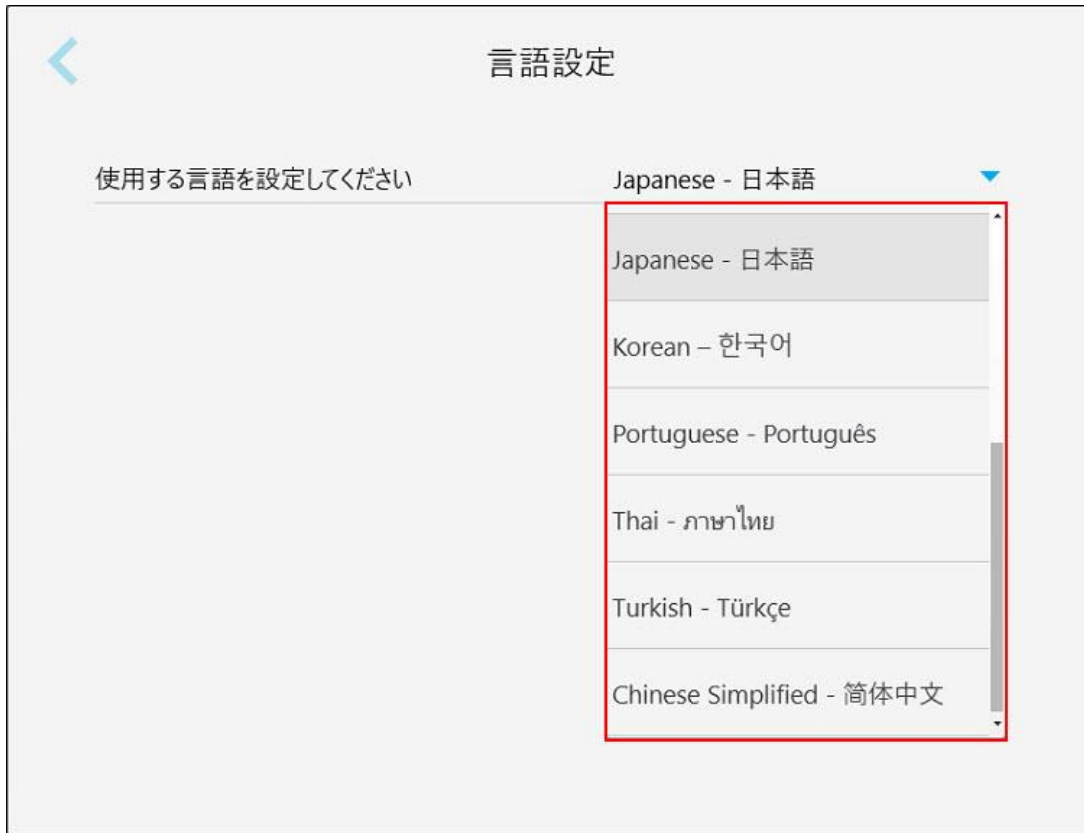 言語設定
使用する言語を設定してください
Japanese - 日本語
Japanese - 日本語
Korean – 한국어
Portuguese - Português
Thai - ภาษาไทย
Turkish - Türkçe
Chinese Simplified - 简体中文